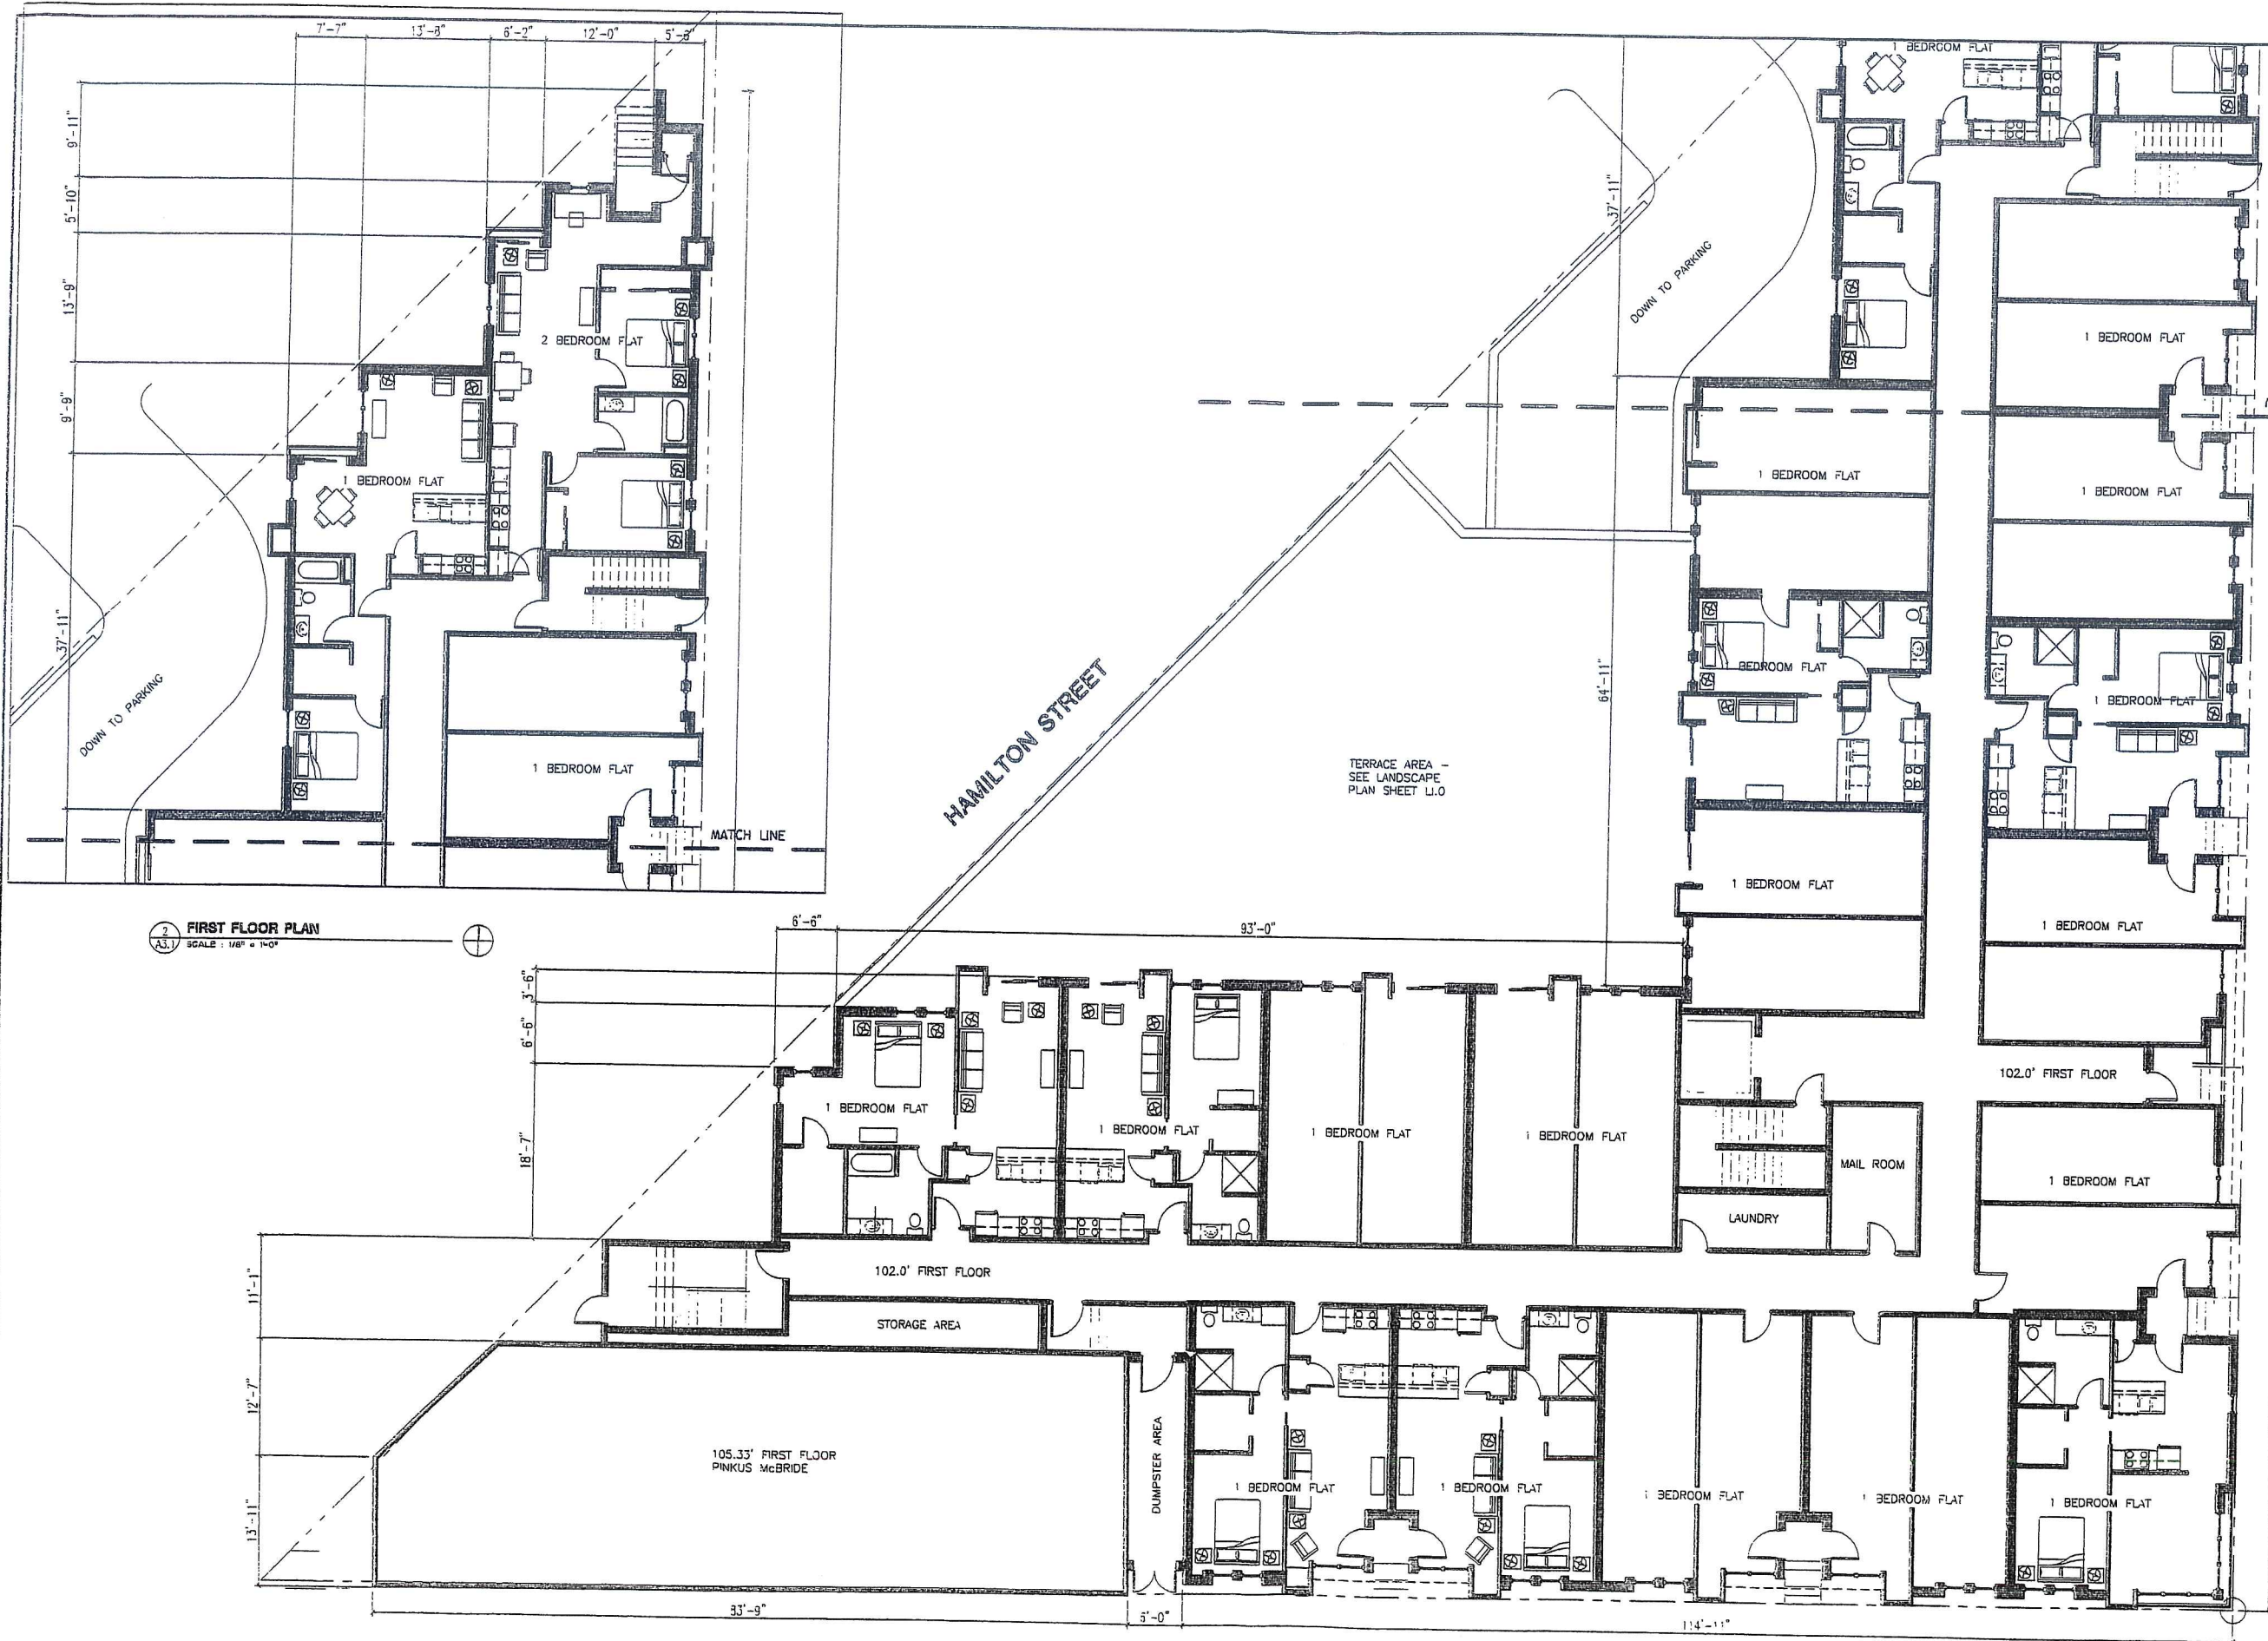 7'-7"
13'-8"
6'-2"
12'-0"
5'-8"
9'-11"
5'-10"
13'-9"
9'-9"
37'-11"
2 BEDROOM FLAT
1 BEDROOM FLAT
DOWN TO PARKING
1 BEDROOM FLAT
MATCH LINE
2
A3.1
FIRST FLOOR PLAN
SCALE : 1/8" = 1'-0"
1 BEDROOM FLAT
37'-11"
DOWN TO PARKING
1 BEDROOM FLAT
1 BEDROOM FLAT
1 BEDROOM FLAT
HAMILTON STREET
64'-11"
BEDROOM FLAT
1 BEDROOM FLAT
TERRACE AREA -
SEE LANDSCAPE
PLAN SHEET L1.0
1 BEDROOM FLAT
1 BEDROOM FLAT
6'-6"
93'-0"
3'-6"
6'-6"
18'-7"
102.0' FIRST FLOOR
1 BEDROOM FLAT
1 BEDROOM FLAT
1 BEDROOM FLAT
1 BEDROOM FLAT
MAIL ROOM
1 BEDROOM FLAT
LAUNDRY
11'-1"
102.0' FIRST FLOOR
STORAGE AREA
12'-7"
105.33' FIRST FLOOR
PINKUS McBRIDE
DUMPSTER AREA
1 BEDROOM FLAT
1 BEDROOM FLAT
1 BEDROOM FLAT
1 BEDROOM FLAT
1 BEDROOM FLAT
13'-11"
114'-11"